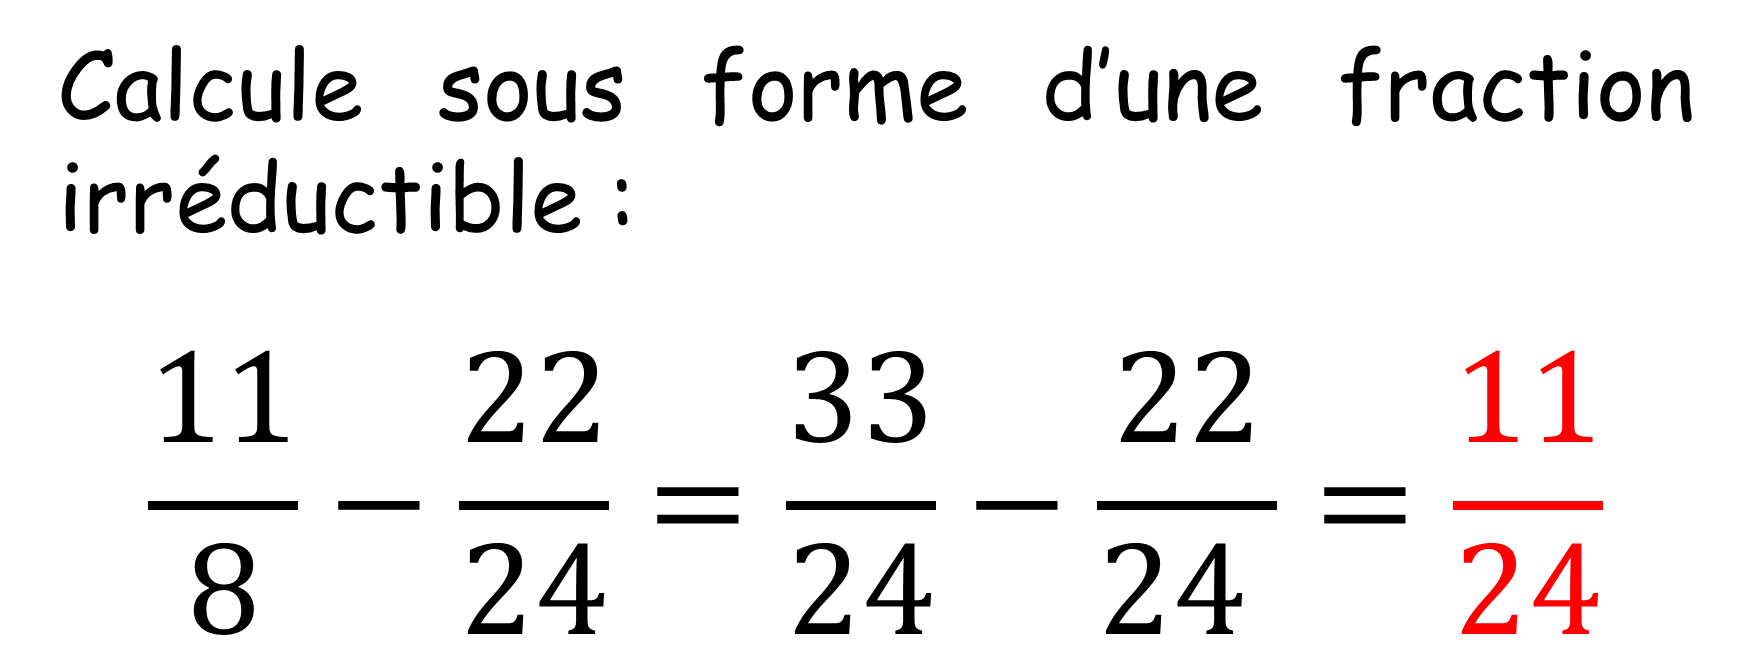 Calcule sous forme d’une fraction
irréductible :
11/8 − 22/24 = 33/24 − 22/24 = 11/24